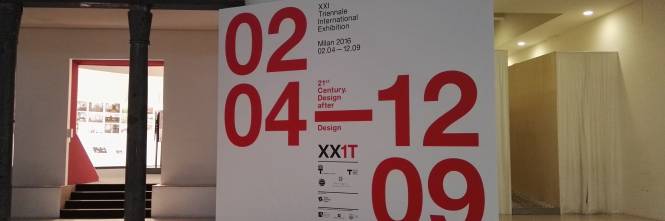 02
04—12
09
XXI
Triennale
International
Exhibition
Milan 2016
02.04 — 12.09
21st
Century.
Design
after
Design
XX1T